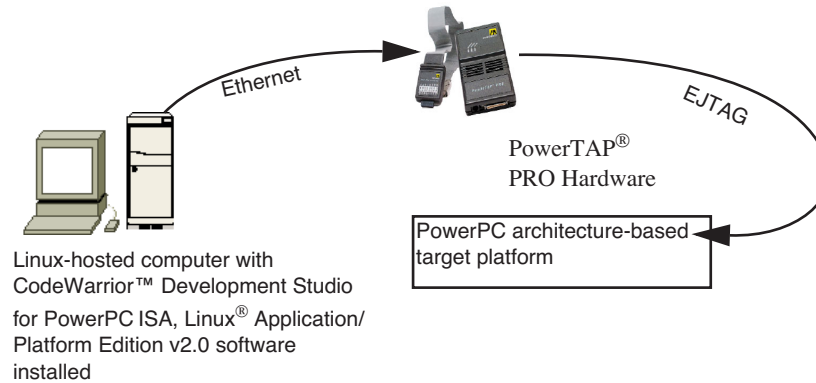 Ethernet
EJTAG
PowerTAP®
PRO Hardware
PowerPC architecture-based
target platform
Linux-hosted computer with
CodeWarrior™ Development Studio
for PowerPC ISA, Linux® Application/
Platform Edition v2.0 software
installed